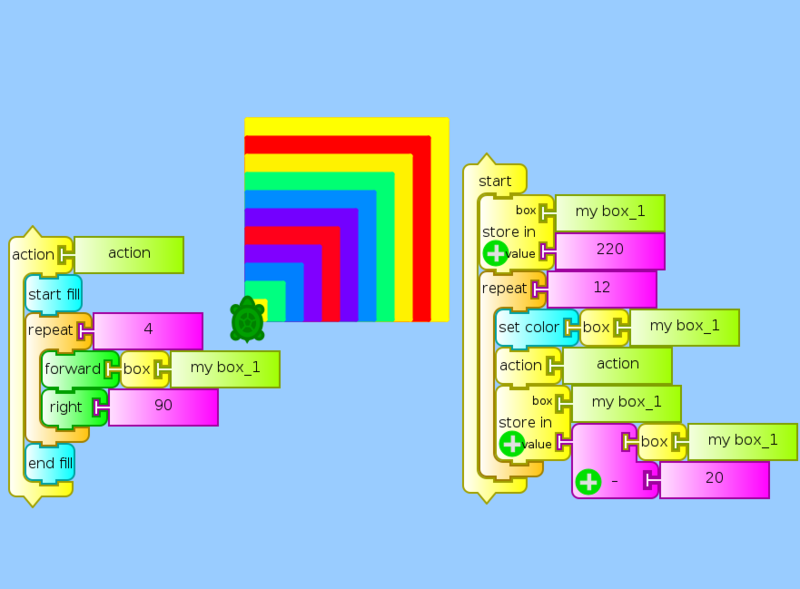 action action
start fill
repeat 4
forward box my box_1
right 90
end fill
start
box my box_1
store in
value 220
repeat 12
set color box my box_1
action action
box my box_1
store in
value box my box_1
- 20